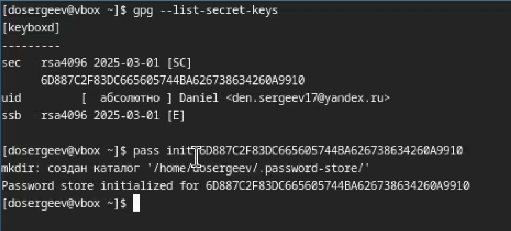 [dosergeev@vbox ~]$ gpg --list-secret-keys
[keyboxd]
---------
sec   rsa4096 2025-03-01 [SC]
      6D887C2F83DC665605744BA626738634260A9910
uid         [  абсолютно ] Daniel <den.sergeev17@yandex.ru>
ssb   rsa4096 2025-03-01 [E]

[dosergeev@vbox ~]$ pass init 6D887C2F83DC665605744BA626738634260A9910
mkdir: создан каталог '/home/dosergeev/.password-store/'
Password store initialized for 6D887C2F83DC665605744BA626738634260A9910
[dosergeev@vbox ~]$